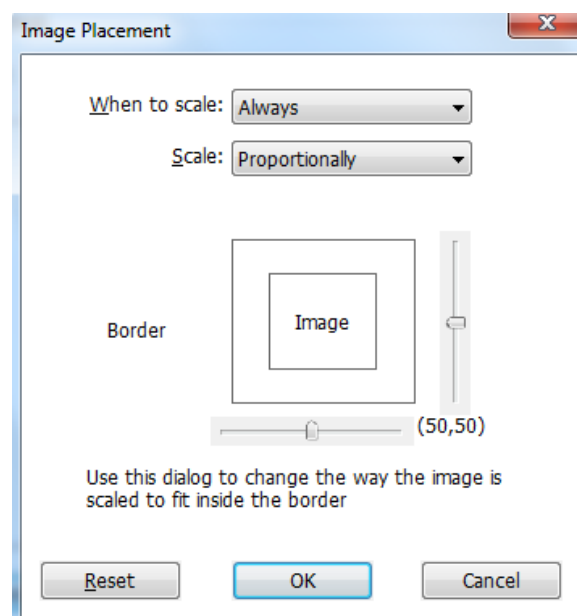 Image Placement
When to scale: Always
Scale: Proportionally
Border
Image
(50,50)
Use this dialog to change the way the image is
scaled to fit inside the border
Reset OK Cancel